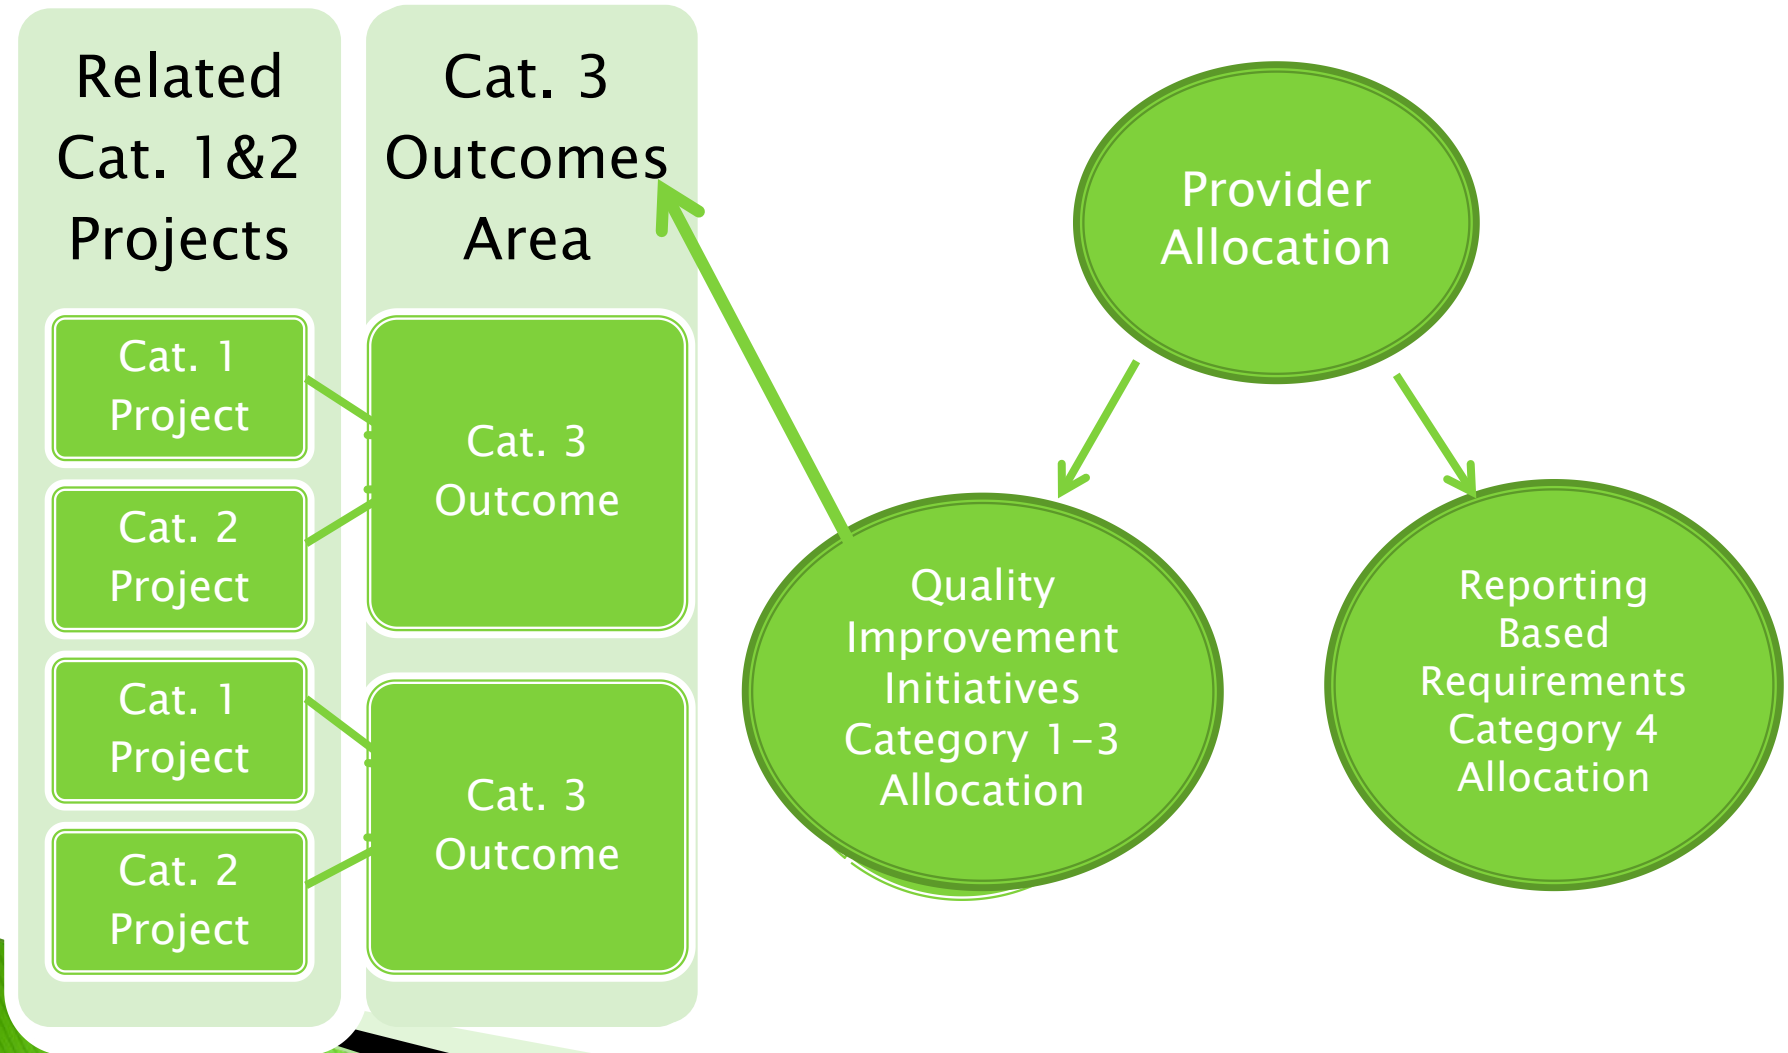 Related
Cat. 1&2
Projects
Cat. 1
Project
Cat. 2
Project
Cat. 1
Project
Cat. 2
Project
Cat. 3
Outcomes
Area
Cat. 3
Outcome
Cat. 3
Outcome
Provider
Allocation
Quality
Improvement
Initiatives
Category 1-3
Allocation
Reporting
Based
Requirements
Category 4
Allocation